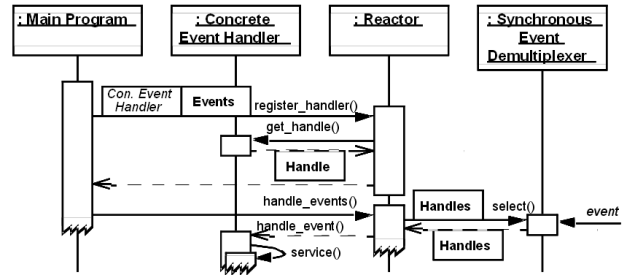 : Main Program
: Concrete
Event Handler
: Reactor
: Synchronous
Event
Demultiplexer
Con. Event
Handler
Events
register_handler()
get_handle()
Handle
handle_events()
Handles
select()
event
handle_event()
Handles
service()